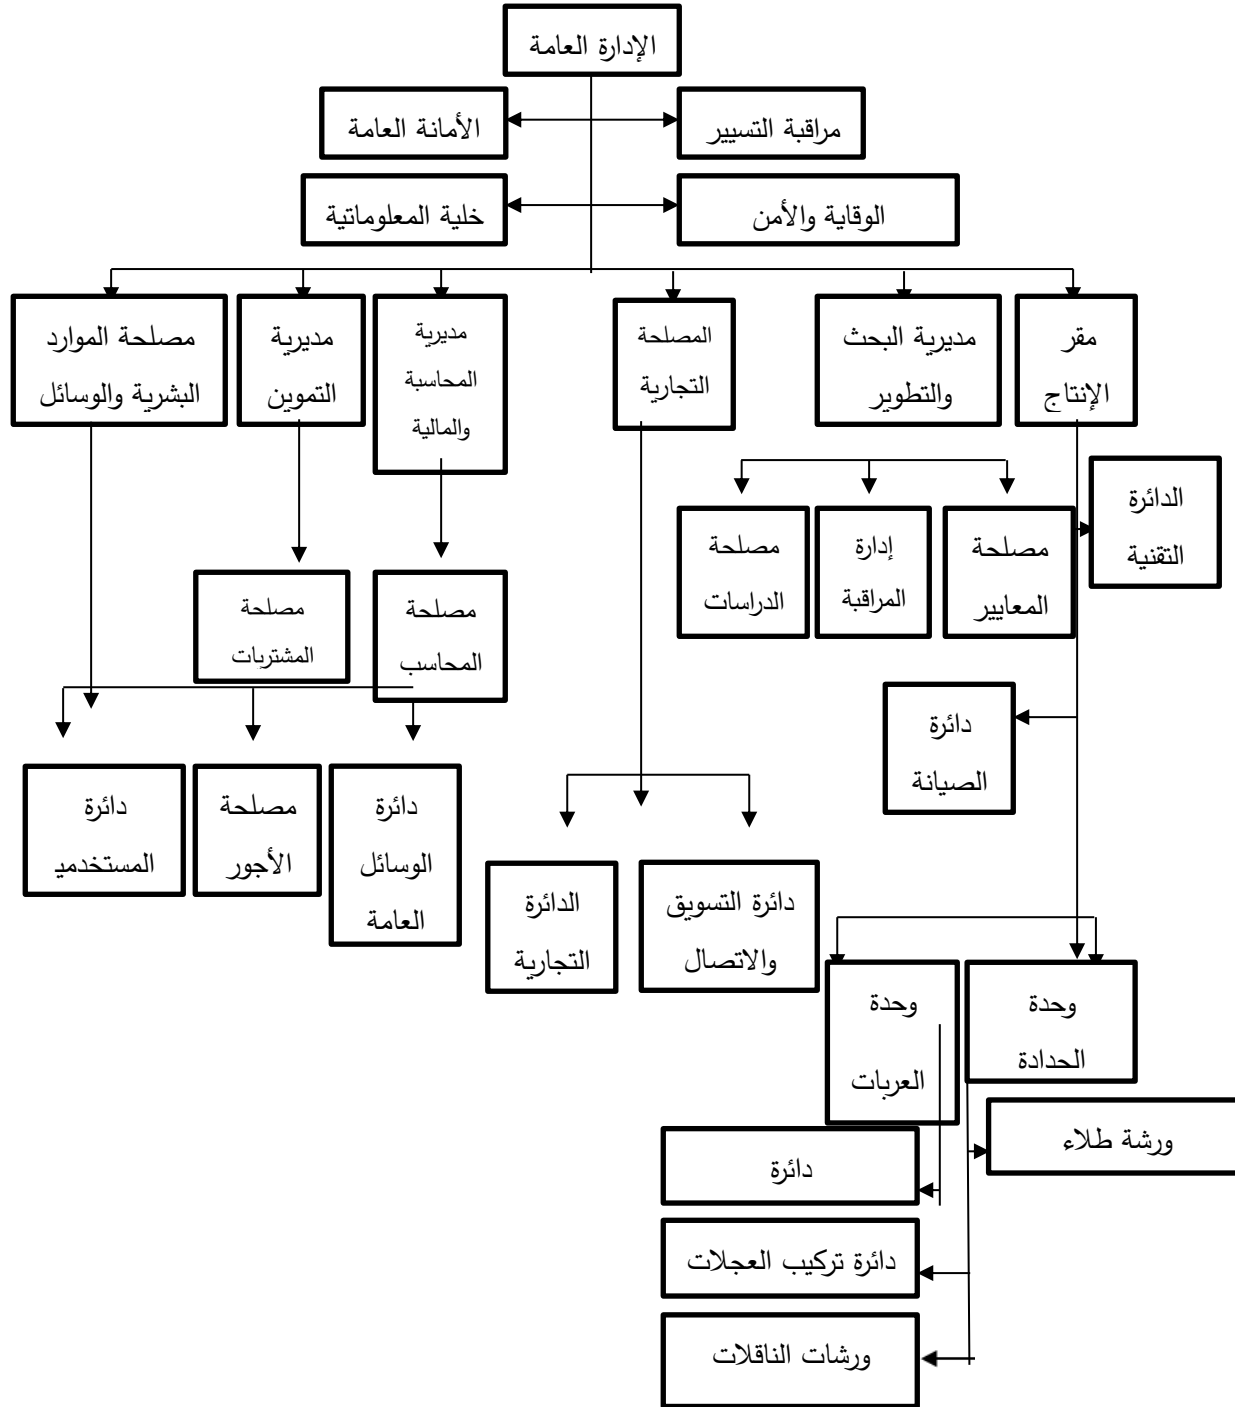 الإدارة العامة
مراقبة التسيير
الأمانة العامة
الوقاية والأمن
خلية المعلوماتية
مقر
الإنتاج
مديرية البحث
والتطوير
المصلحة
التجارية
مديرية
المحاسبة
والمالية
مديرية
التموين
مصلحة الموارد
البشرية والوسائل
الدائرة
التقنية
مصلحة
المعايير
إدارة
المراقبة
مصلحة
الدراسات
مصلحة
المحاسب
مصلحة
المشتريات
دائرة
الصيانة
دائرة
الوسائل
العامة
مصلحة
الأجور
دائرة
المستخدميـ
دائرة التسويق
والاتصال
الدائرة
التجارية
وحدة
الحدادة
وحدة
العربات
ورشة طلاء
دائرة
دائرة تركيب العجلات
ورشات الناقلات